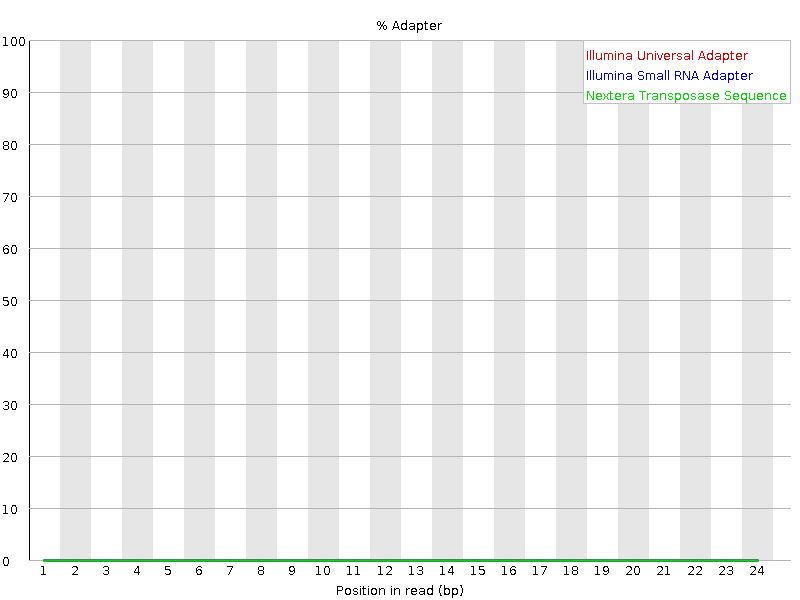 % Adapter
Illumina Universal Adapter
Illumina Small RNA Adapter
Nextera Transposase Sequence
100
90
80
70
60
50
40
30
20
10
0
1 2 3 4 5 6 7 8 9 10 11 12 13 14 15 16 17 18 19 20 21 22 23 24
Position in read (bp)